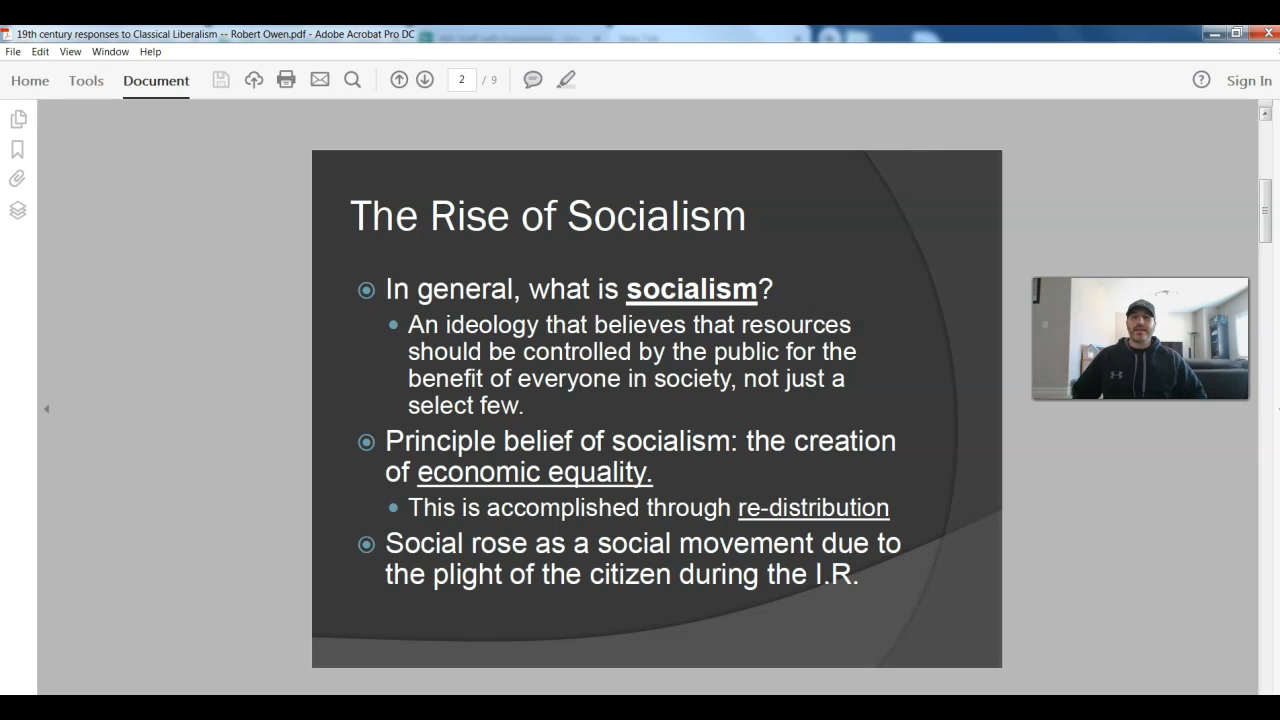 19th century responses to Classical Liberalism -- Robert Owen.pdf - Adobe Acrobat Pro DC
File Edit View Window Help
Home Tools Document 2 / 9 Sign In
The Rise of Socialism
In general, what is socialism?
An ideology that believes that resources
should be controlled by the public for the
benefit of everyone in society, not just a
select few.
Principle belief of socialism: the creation
of economic equality.
This is accomplished through re-distribution
Social rose as a social movement due to
the plight of the citizen during the I.R.